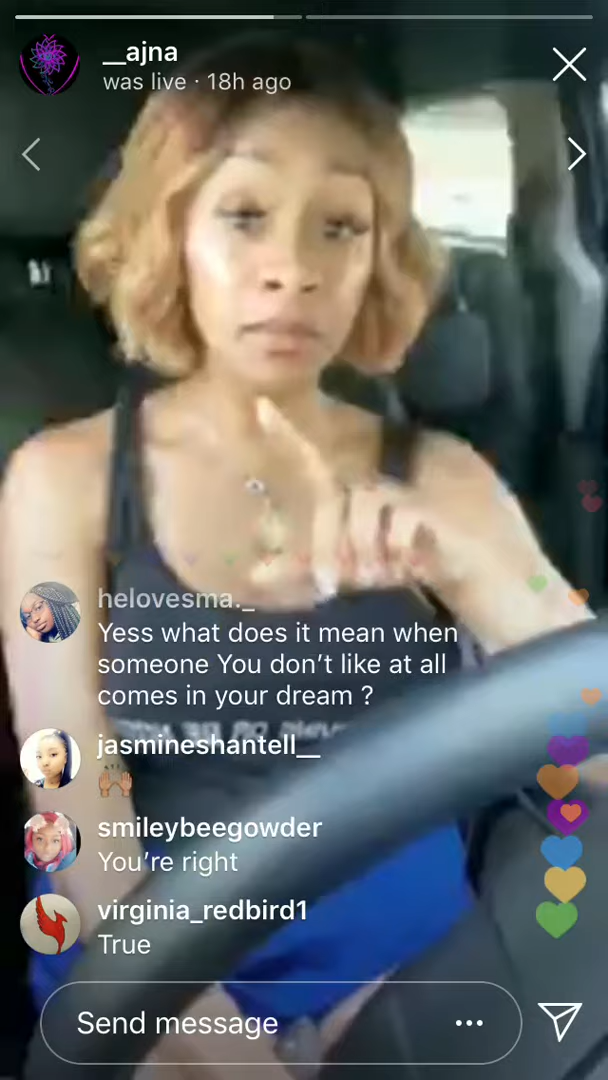 __ajna
was live · 18h ago
helovesma._
Yess what does it mean when
someone You don’t like at all
comes in your dream ?
jasmineshantell__
smileybeegowder
You’re right
virginia_redbird1
True
Send message